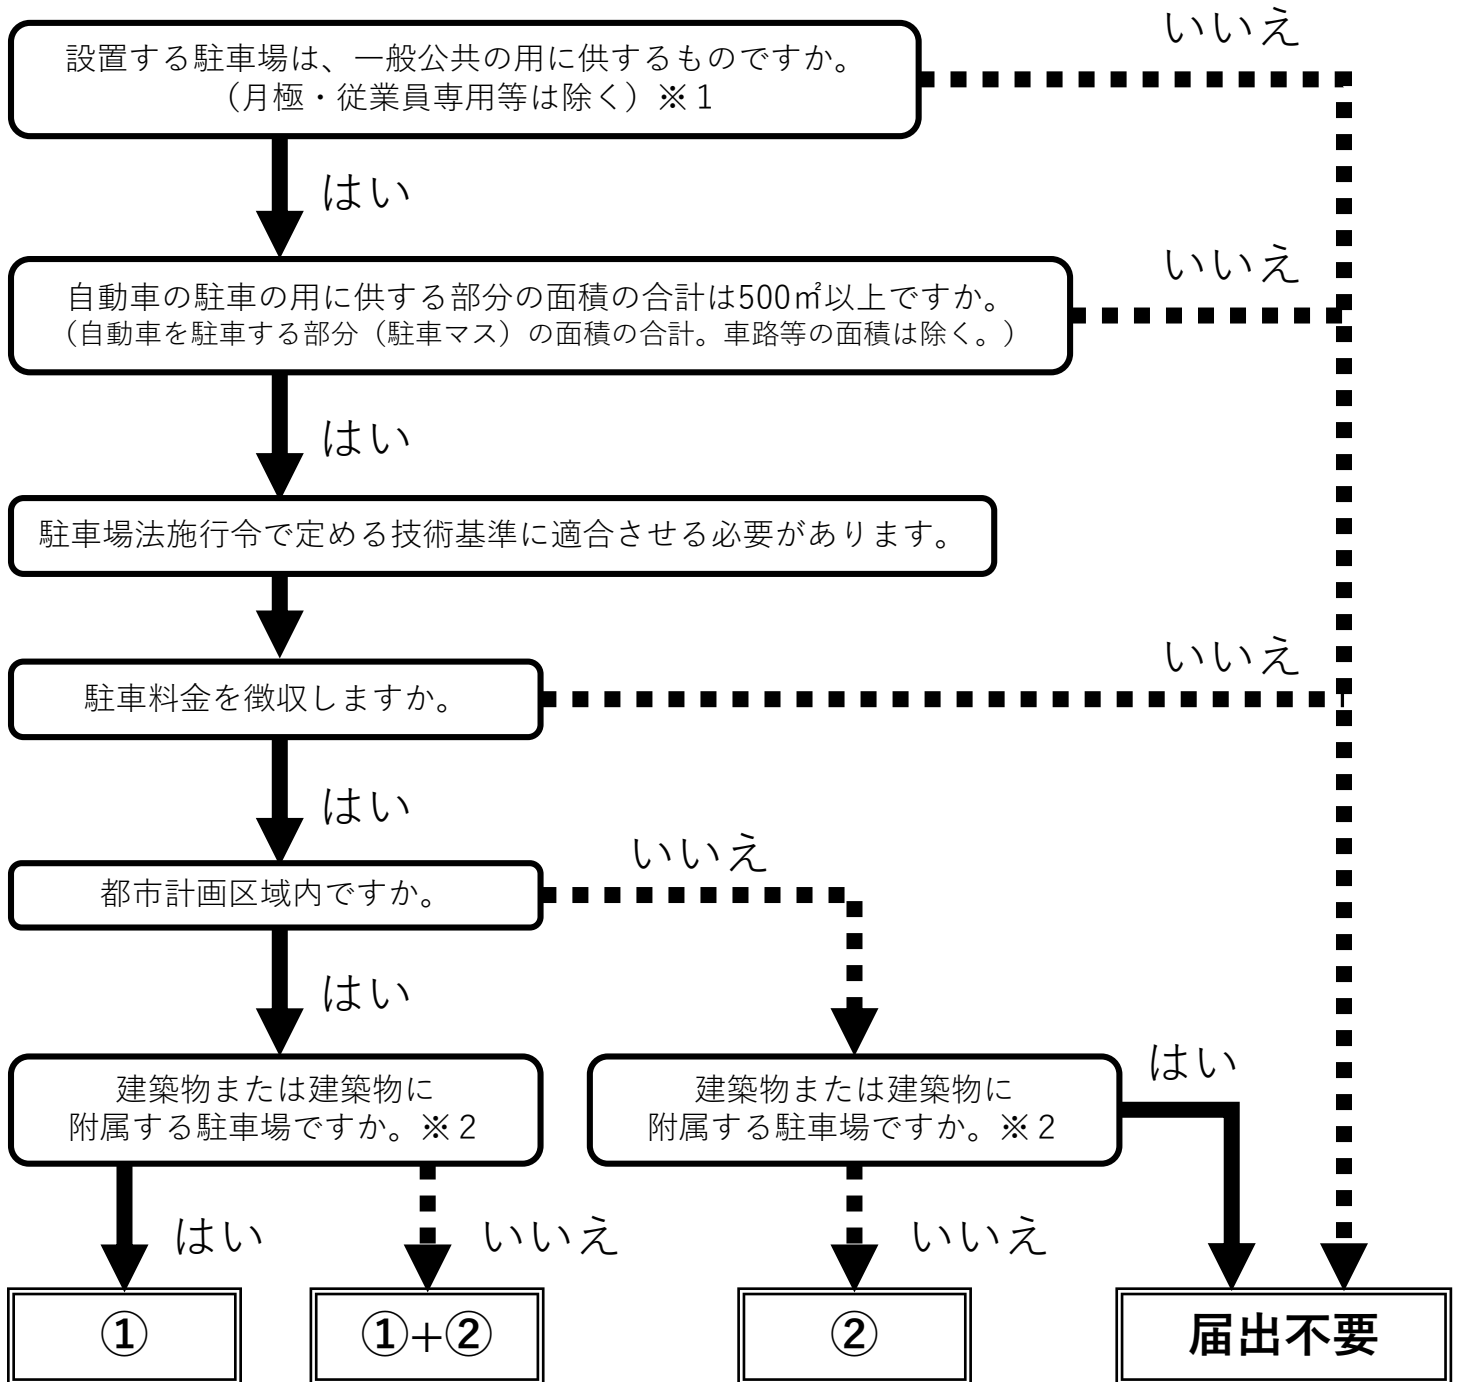 いいえ
設置する駐車場は、一般公共の用に供するものですか。
（月極・従業員専用等は除く）※１
はい
いいえ
自動車の駐車の用に供する部分の面積の合計は500㎡以上ですか。
（自動車を駐車する部分（駐車マス）の面積の合計。車路等の面積は除く。）
はい
駐車場法施行令で定める技術基準に適合させる必要があります。
いいえ
駐車料金を徴収しますか。
はい
いいえ
都市計画区域内ですか。
はい
建築物または建築物に
附属する駐車場ですか。※２
建築物または建築物に
附属する駐車場ですか。※２
はい
はい
いいえ
いいえ
①
①+②
②
届出不要